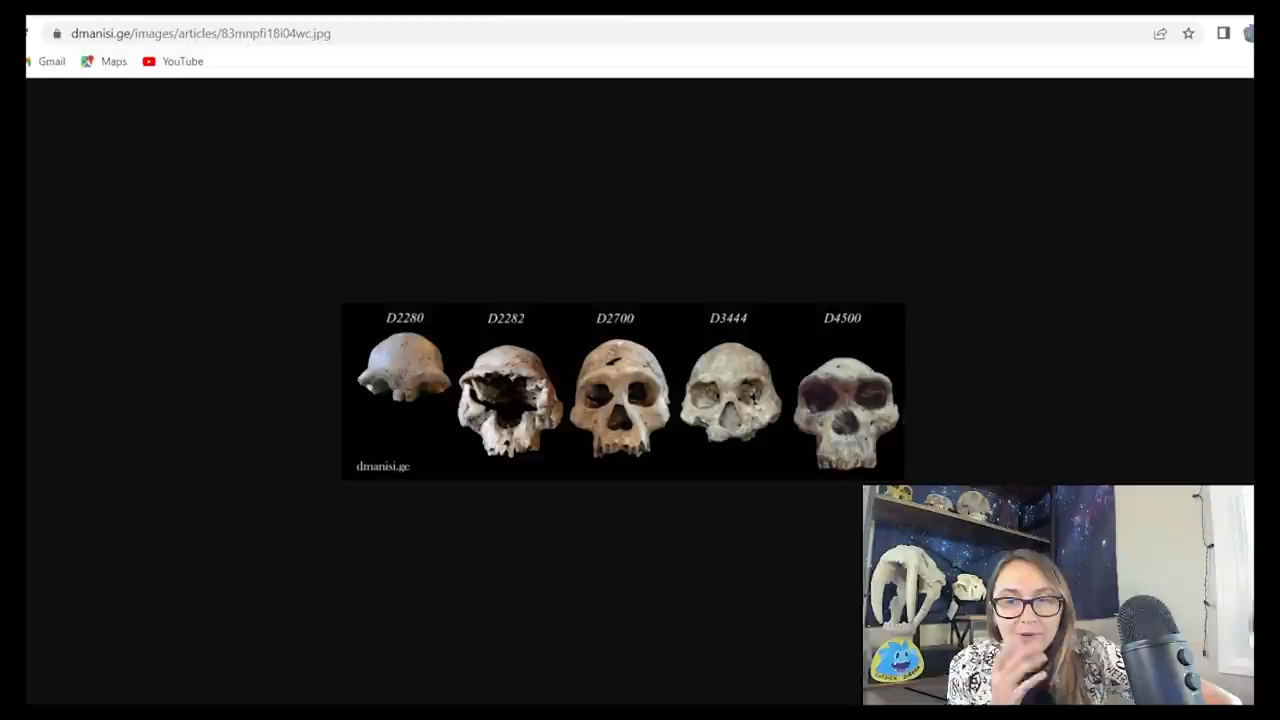 dmanisi.ge/images/articles/83mnpfi18i04wc.jpg
Gmail Maps YouTube
D2280 D2282 D2700 D3444 D4500
dmanisi.ge